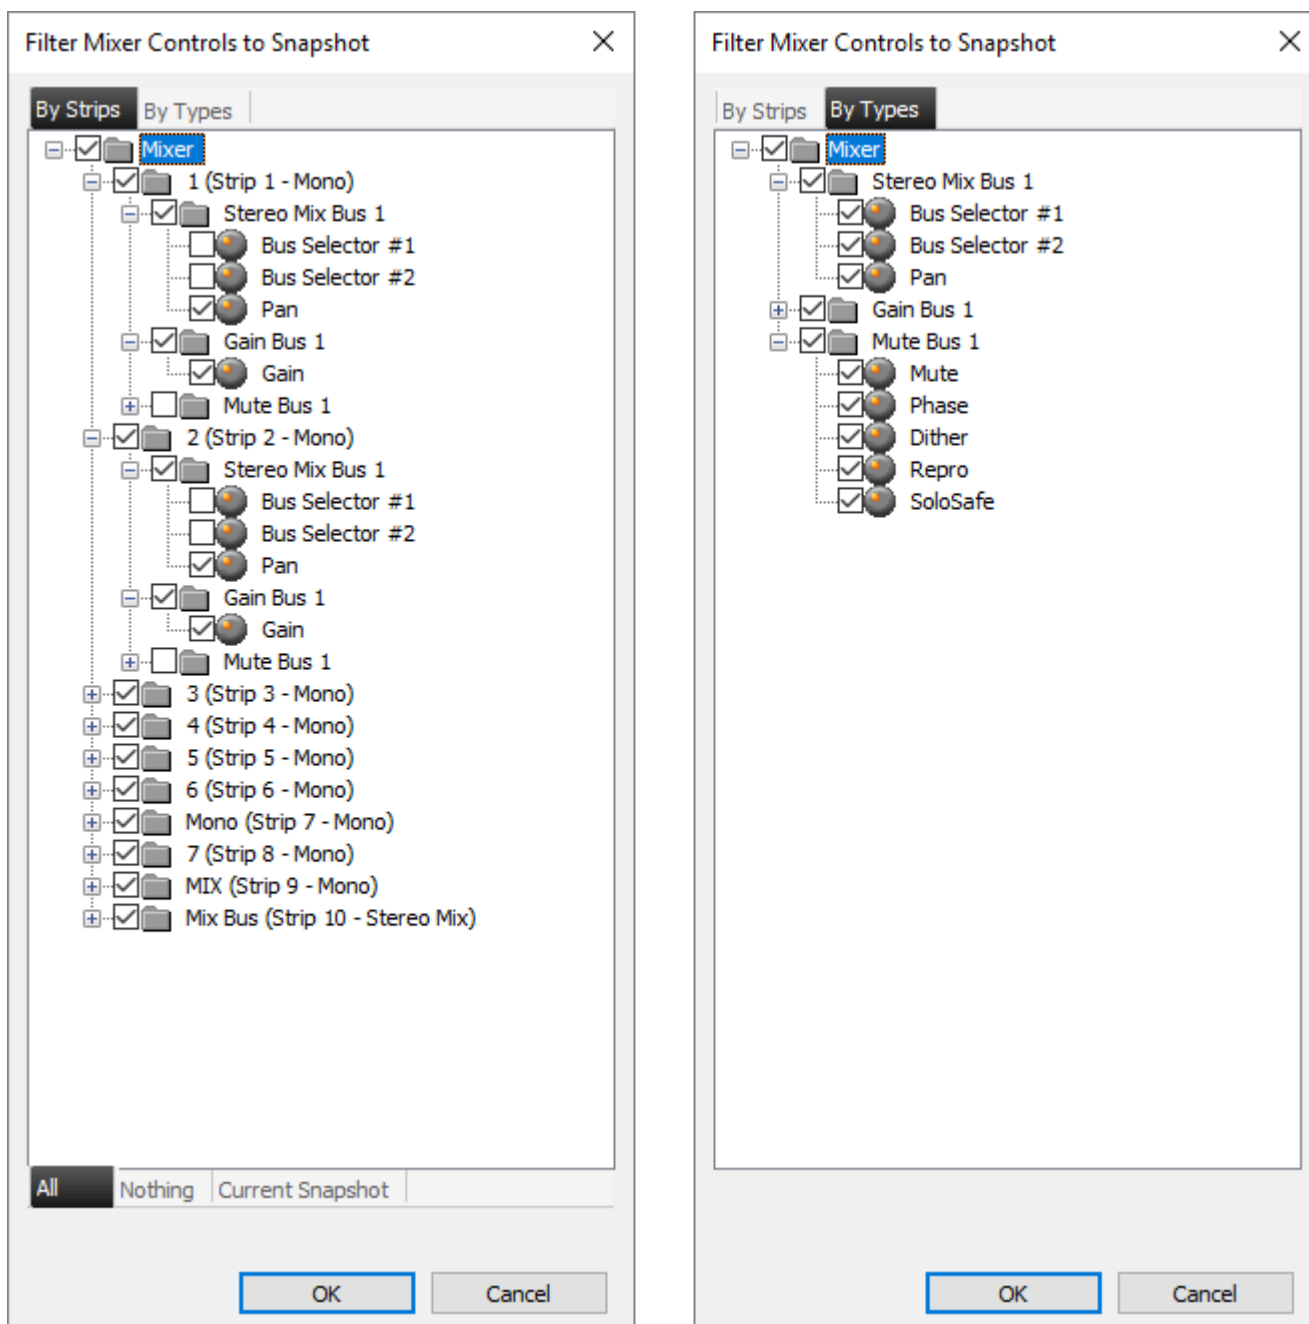 Filter Mixer Controls to Snapshot
By Strips By Types
Mixer
1 (Strip 1 - Mono)
Stereo Mix Bus 1
Bus Selector #1
Bus Selector #2
Pan
Gain Bus 1
Gain
Mute Bus 1
2 (Strip 2 - Mono)
Stereo Mix Bus 1
Bus Selector #1
Bus Selector #2
Pan
Gain Bus 1
Gain
Mute Bus 1
3 (Strip 3 - Mono)
4 (Strip 4 - Mono)
5 (Strip 5 - Mono)
6 (Strip 6 - Mono)
Mono (Strip 7 - Mono)
7 (Strip 8 - Mono)
MIX (Strip 9 - Mono)
Mix Bus (Strip 10 - Stereo Mix)
All Nothing Current Snapshot
OK Cancel
Filter Mixer Controls to Snapshot
By Strips By Types
Mixer
Stereo Mix Bus 1
Bus Selector #1
Bus Selector #2
Pan
Gain Bus 1
Mute Bus 1
Mute
Phase
Dither
Repro
SoloSafe
OK Cancel